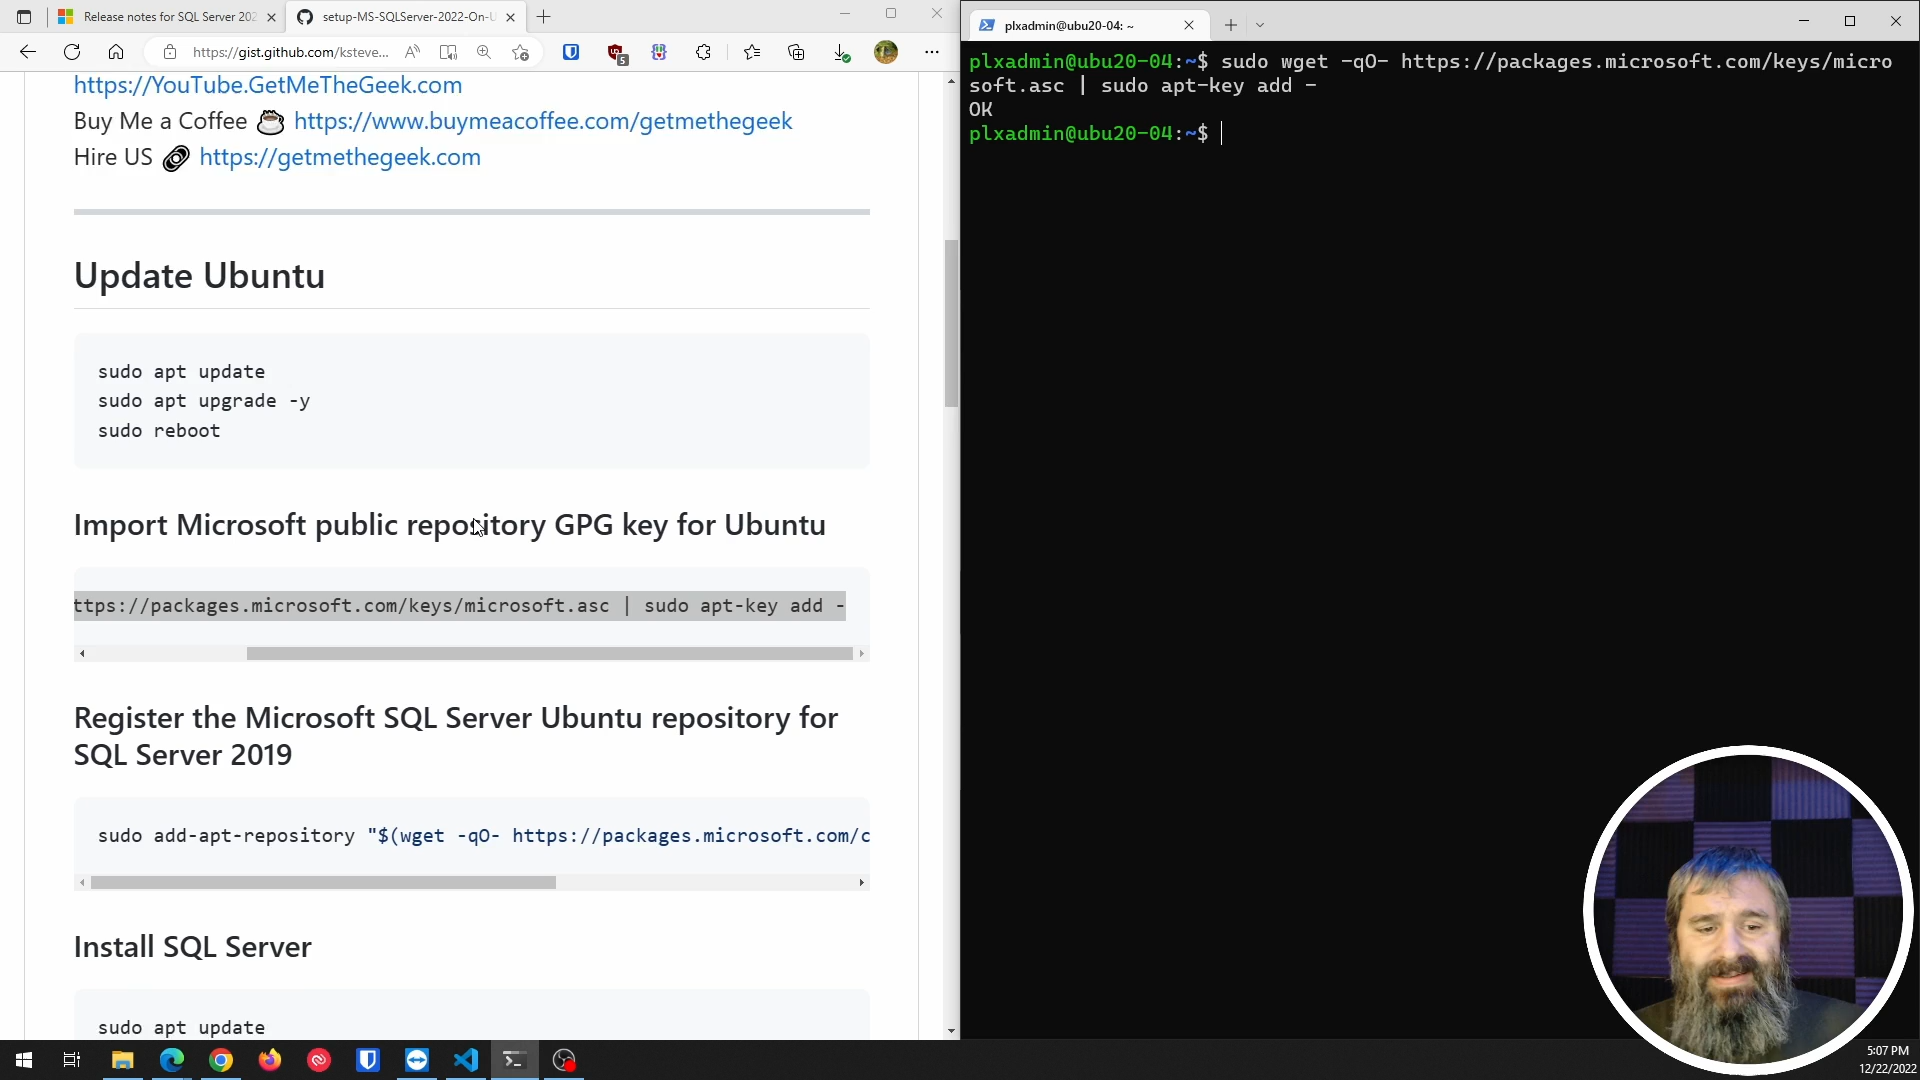 Release notes for SQL Server 202
setup-MS-SQLServer-2022-On-U
https://gist.github.com/ksteve...
5
https://YouTube.GetMeTheGeek.com
Buy Me a Coffee ☕ https://www.buymeacoffee.com/getmethegeek
Hire US 🔗 https://getmethegeek.com
Update Ubuntu
sudo apt update
sudo apt upgrade -y
sudo reboot
Import Microsoft public repository GPG key for Ubuntu
ttps://packages.microsoft.com/keys/microsoft.asc | sudo apt-key add -
Register the Microsoft SQL Server Ubuntu repository for
SQL Server 2019
sudo add-apt-repository "$(wget -qO- https://packages.microsoft.com/c
Install SQL Server
sudo apt update
plxadmin@ubu20-04: ~
plxadmin@ubu20-04:~$ sudo wget -qO- https://packages.microsoft.com/keys/micro
soft.asc | sudo apt-key add -
OK
plxadmin@ubu20-04:~$
5:07 PM
12/22/2022